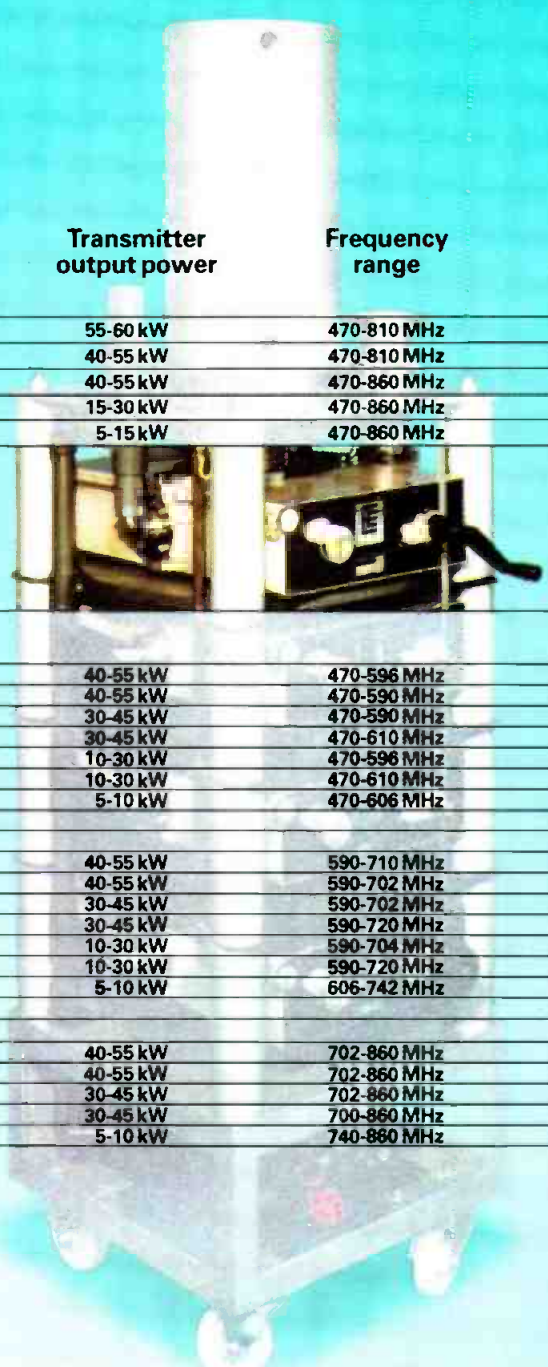 Transmitter output power Frequency range
55-60 kW 470-810 MHz
40-55 kW 470-810 MHz
40-55 kW 470-860 MHz
15-30 kW 470-860 MHz
5-15 kW 470-860 MHz
40-55 kW 470-596 MHz
40-55 kW 470-590 MHz
30-45 kW 470-590 MHz
30-45 kW 470-610 MHz
10-30 kW 470-596 MHz
10-30 kW 470-610 MHz
5-10 kW 470-606 MHz
40-55 kW 590-710 MHz
40-55 kW 590-702 MHz
30-45 kW 590-702 MHz
30-45 kW 590-720 MHz
10-30 kW 590-704 MHz
10-30 kW 590-720 MHz
5-10 kW 606-742 MHz
40-55 kW 702-860 MHz
40-55 kW 702-860 MHz
30-45 kW 702-860 MHz
30-45 kW 700-860 MHz
5-10 kW 740-860 MHz